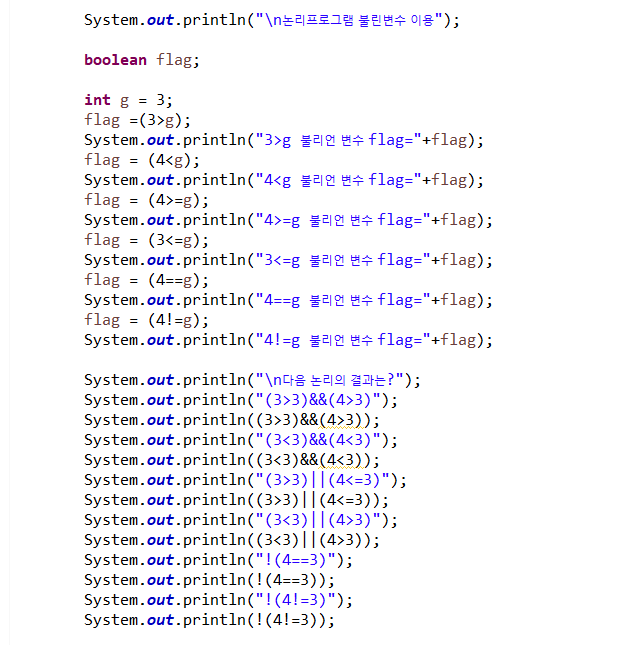 System.out.println("\n논리프로그램 불린변수 이용");
boolean flag;
int g = 3;
flag =(3>g);
System.out.println("3>g 불리언 변수 flag="+flag);
flag = (4<g);
System.out.println("4<g 불리언 변수 flag="+flag);
flag = (4>=g);
System.out.println("4>=g 불리언 변수 flag="+flag);
flag = (3<=g);
System.out.println("3<=g 불리언 변수 flag="+flag);
flag = (4==g);
System.out.println("4==g 불리언 변수 flag="+flag);
flag = (4!=g);
System.out.println("4!=g 불리언 변수 flag="+flag);
System.out.println("\n다음 논리의 결과는?");
System.out.println("(3>3)&&(4>3)");
System.out.println((3>3)&&(4>3));
System.out.println("(3<3)&&(4<3)");
System.out.println((3<3)&&(4<3));
System.out.println("(3>3)||(4<=3)");
System.out.println((3>3)||(4<=3));
System.out.println("(3<3)||(4>3)");
System.out.println((3<3)||(4>3));
System.out.println("!(4==3)");
System.out.println(!(4==3));
System.out.println("!(4!=3)");
System.out.println(!(4!=3));